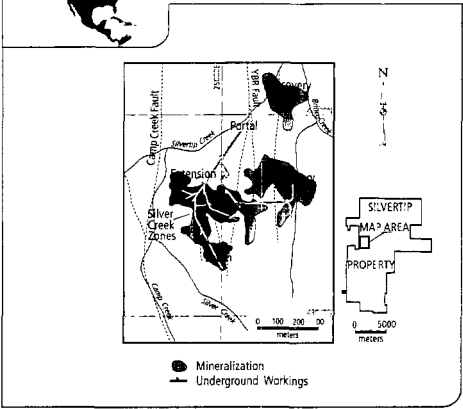 Camp Creek Fault
YBR Fault
Silvertip Creek
Portal
Extension
Silver
Creek
Zones
Camp Creek
Silver Creek
0 100 200
meters
N
SILVERTIP
MAP AREA
PROPERTY
0 5000
meters
Mineralization
Underground Workings